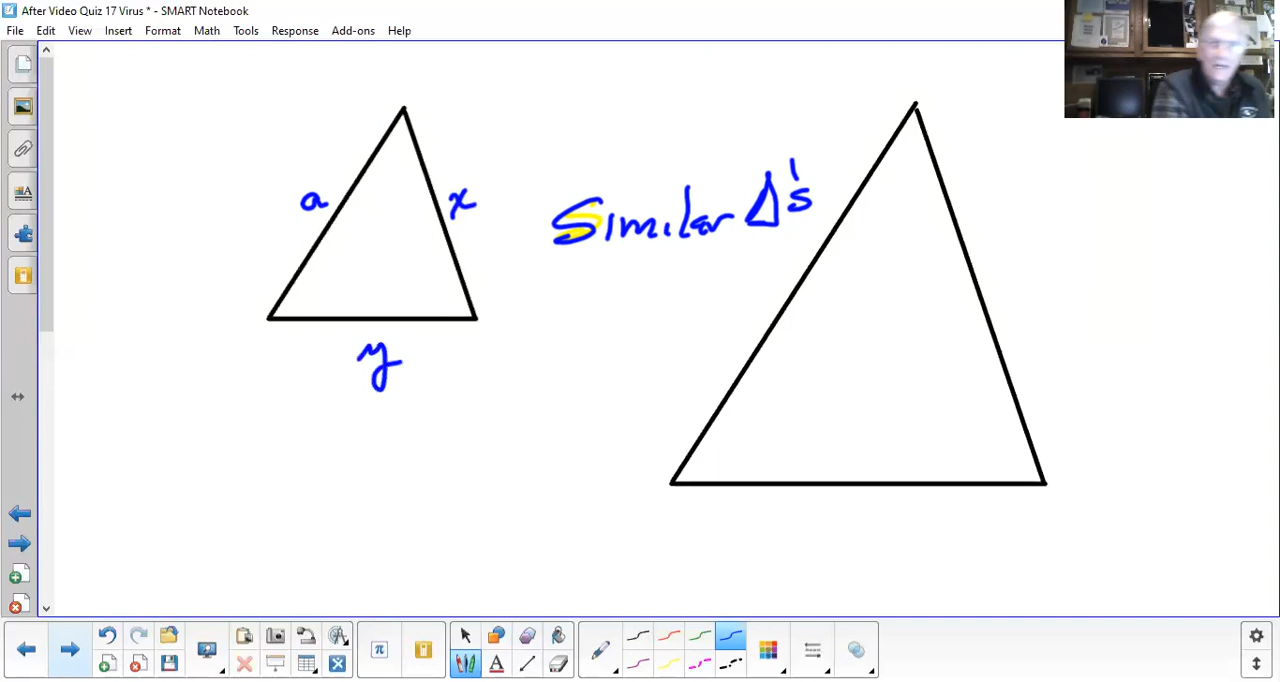 After Video Quiz 17 Virus * - SMART Notebook
File Edit View Insert Format Math Tools Response Add-ons Help
a
x
Similar Δ's
y